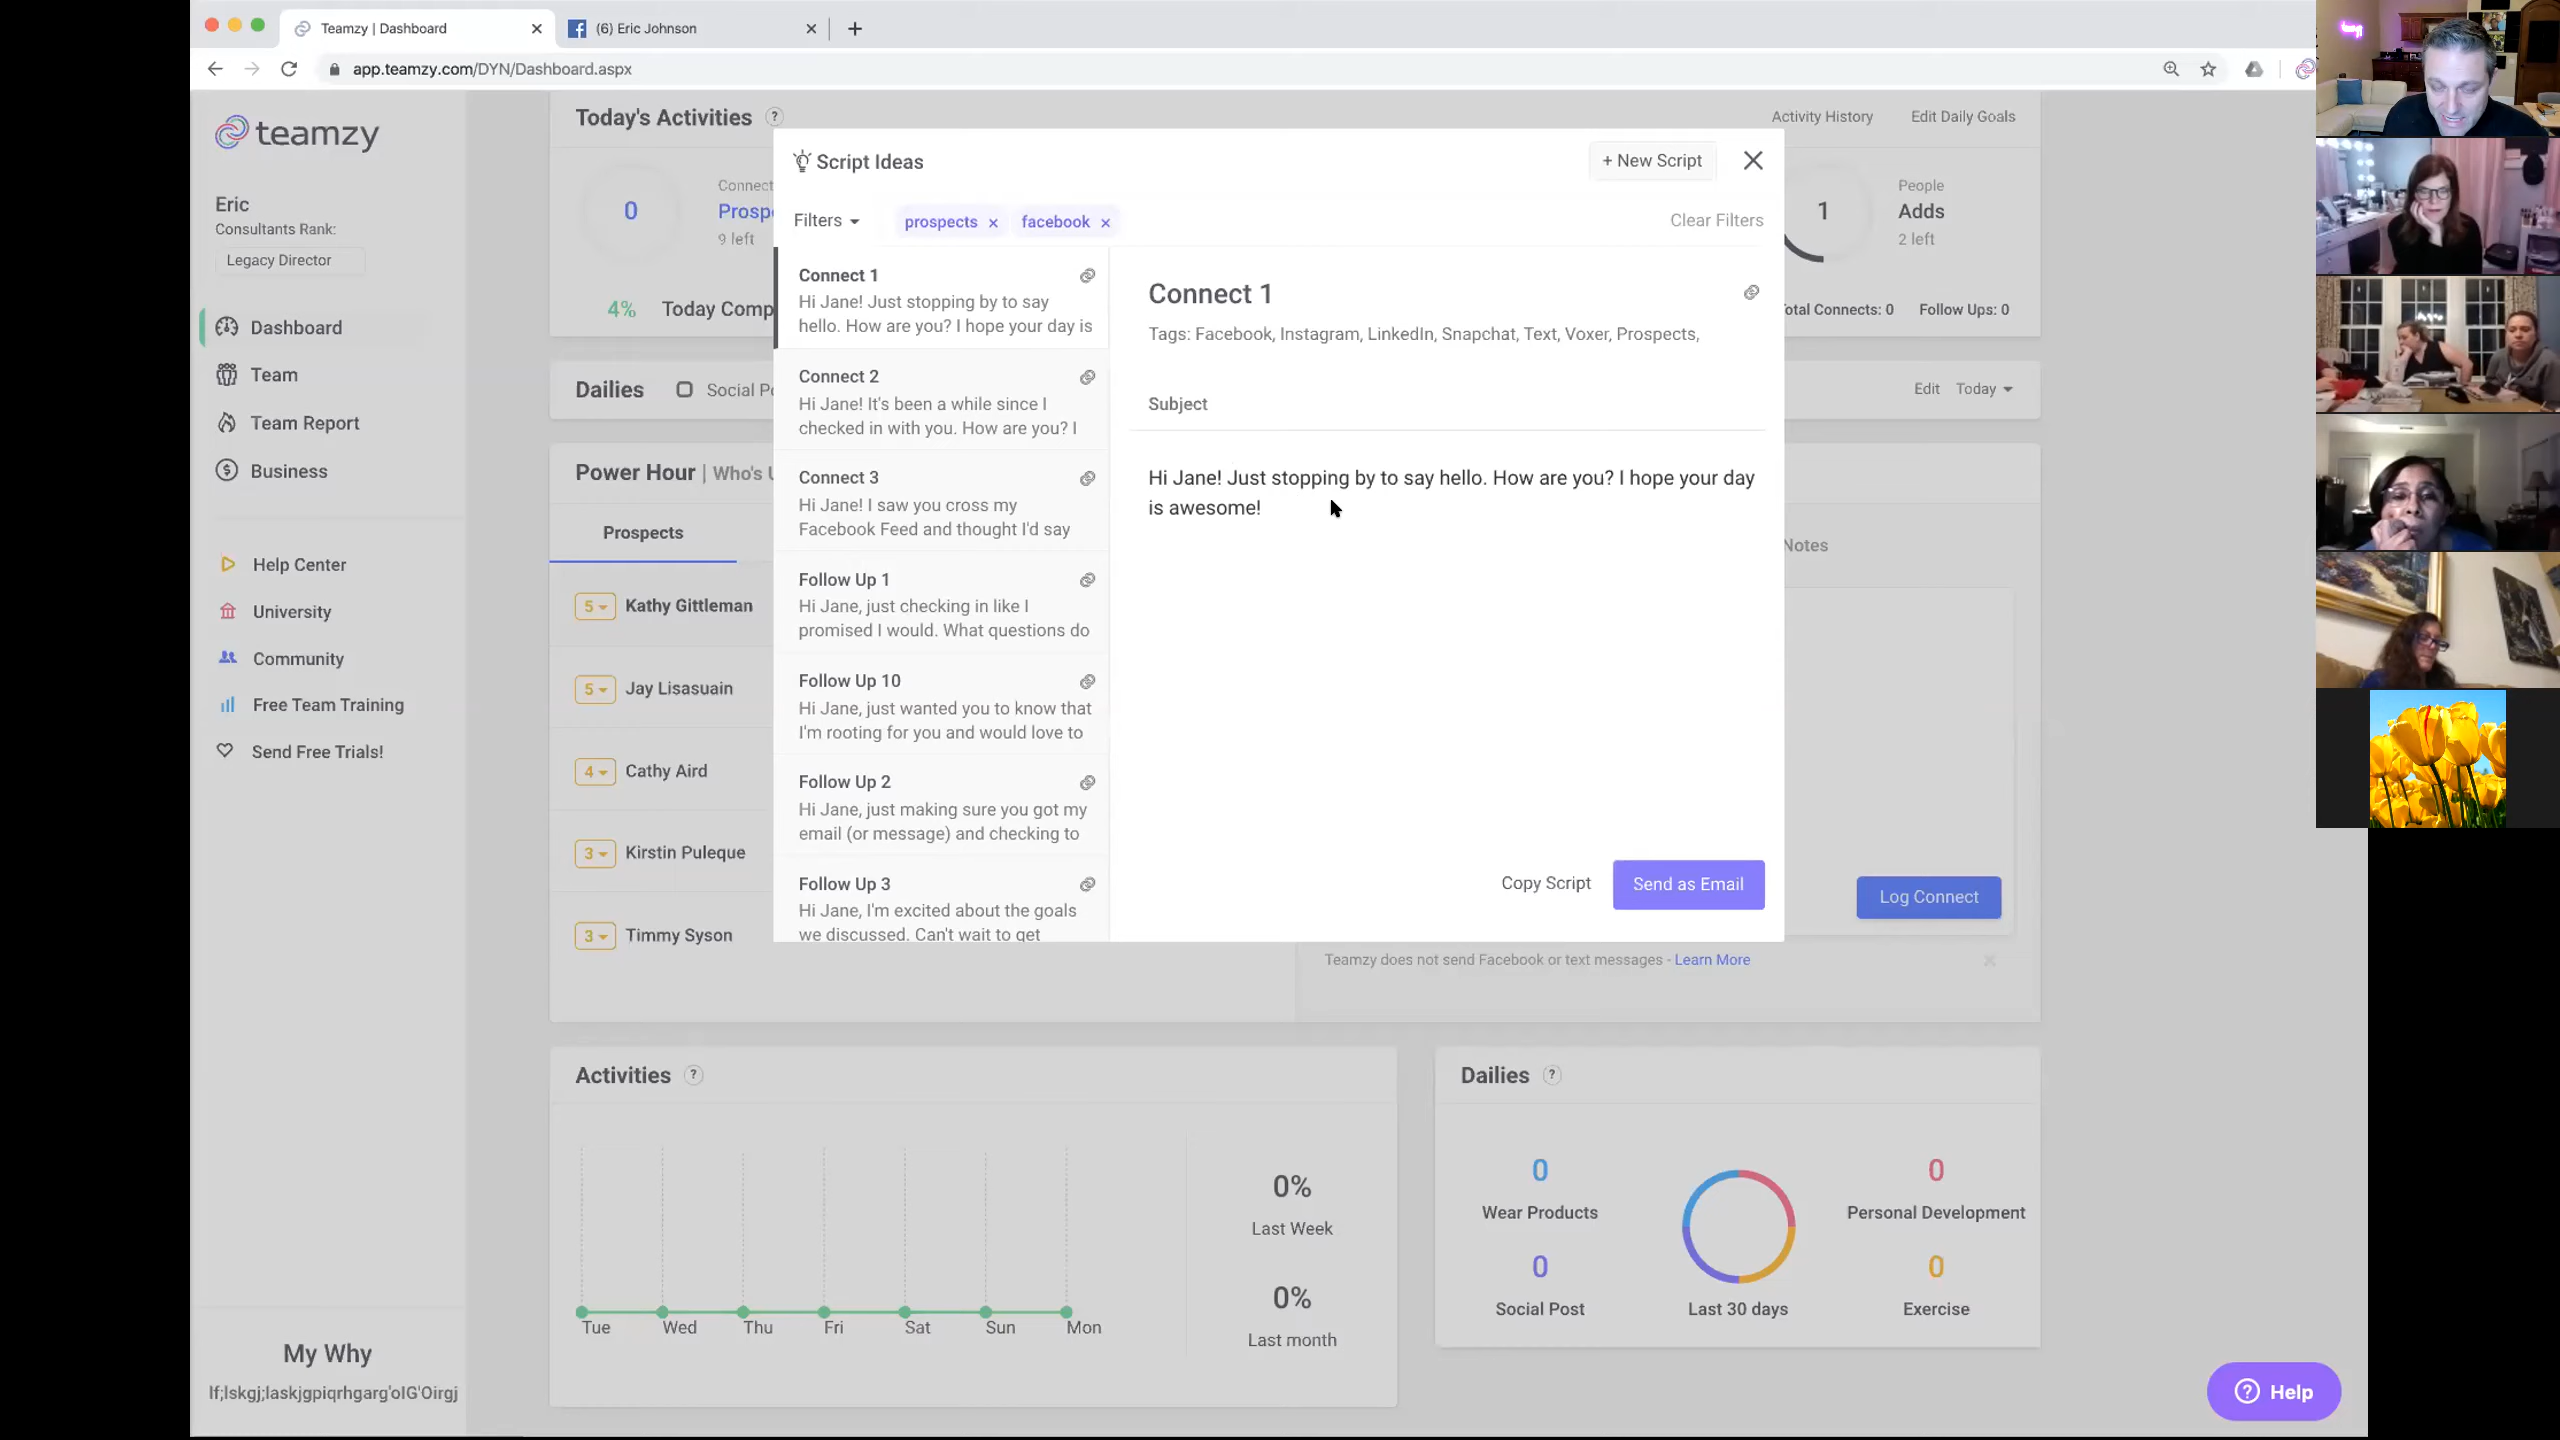 Teamzy | Dashboard
(6) Eric Johnson
app.teamzy.com/DYN/Dashboard.aspx
teamzy
Eric
Consultants Rank:
Legacy Director
Dashboard
Team
Team Report
Business
Help Center
University
Community
Free Team Training
Send Free Trials!
My Why
lf;lskgj;laskjgpiqrhgarg'oIG'Oirgj
Today's Activities ?
Activity History
Edit Daily Goals
0
Connect
Prosp
9 left
1
People
Adds
2 left
4% Today Comp
otal Connects: 0
Follow Ups: 0
Dailies
Social Po
Edit
Today
Power Hour | Who's U
Prospects
5 Kathy Gittleman
5 Jay Lisasuain
4 Cathy Aird
3 Kirstin Puleque
3 Timmy Syson
Notes
Log Connect
Teamzy does not send Facebook or text messages - Learn More
Script Ideas
+ New Script
Filters
prospects
facebook
Clear Filters
Connect 1
Hi Jane! Just stopping by to say
hello. How are you? I hope your day is
Connect 2
Hi Jane! It's been a while since I
checked in with you. How are you? I
Connect 3
Hi Jane! I saw you cross my
Facebook Feed and thought I'd say
Follow Up 1
Hi Jane, just checking in like I
promised I would. What questions do
Follow Up 10
Hi Jane, just wanted you to know that
I'm rooting for you and would love to
Follow Up 2
Hi Jane, just making sure you got my
email (or message) and checking to
Follow Up 3
Hi Jane, I'm excited about the goals
we discussed. Can't wait to get
Connect 1
Tags: Facebook, Instagram, LinkedIn, Snapchat, Text, Voxer, Prospects,
Subject
Hi Jane! Just stopping by to say hello. How are you? I hope your day
is awesome!
Copy Script
Send as Email
Activities ?
Tue Wed Thu Fri Sat Sun Mon
0%
Last Week
0%
Last month
Dailies ?
0
Wear Products
0
Social Post
Last 30 days
0
Personal Development
0
Exercise
Help